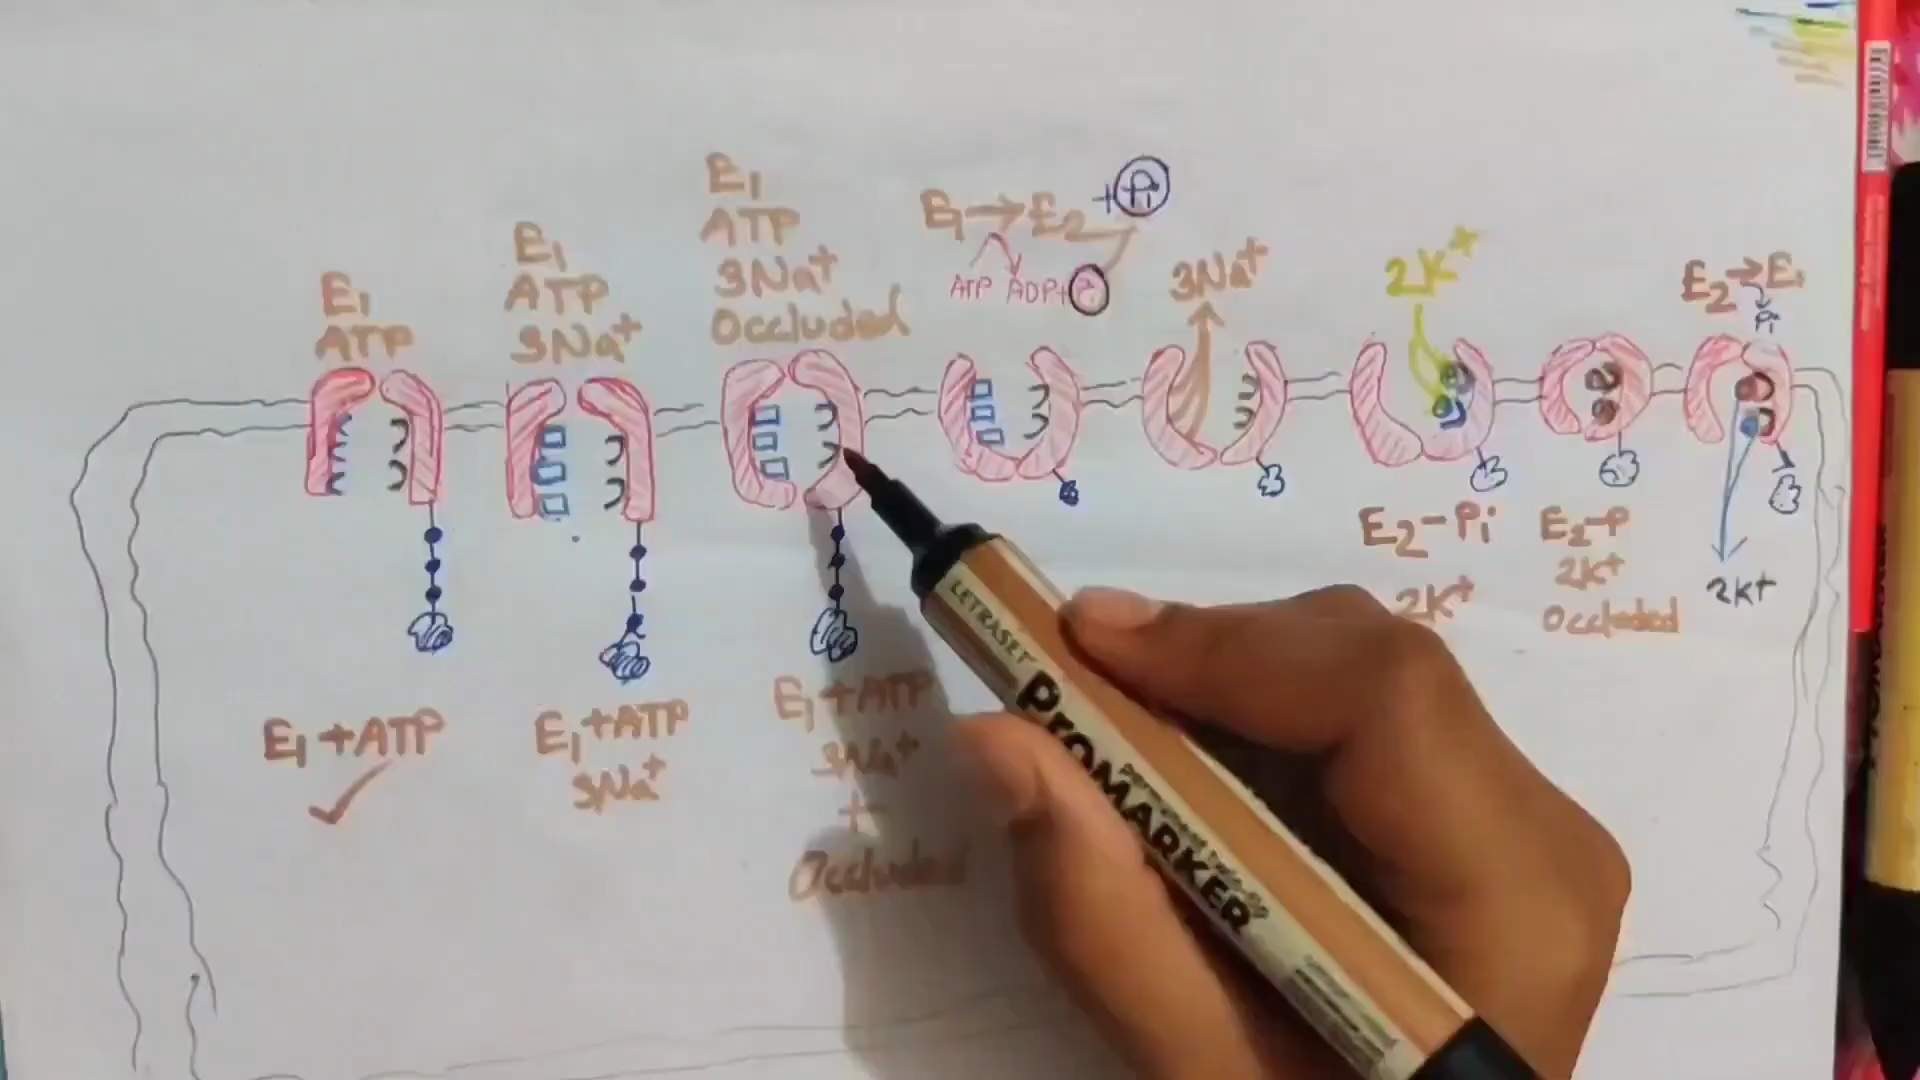 E1
ATP
E1
ATP
3Na+
E1
ATP
3Na+
Occluded
E1→E2 +Pi
ATP ADP+Pi
3Na+
2K+
E2→E1
Pi
E1+ATP
E1+ATP
3Na+
E1+ATP
3Na+
+
Occluded
E2-Pi
2K+
E2-P
2K+
Occluded
2K+
LETRASET
PROMARKER